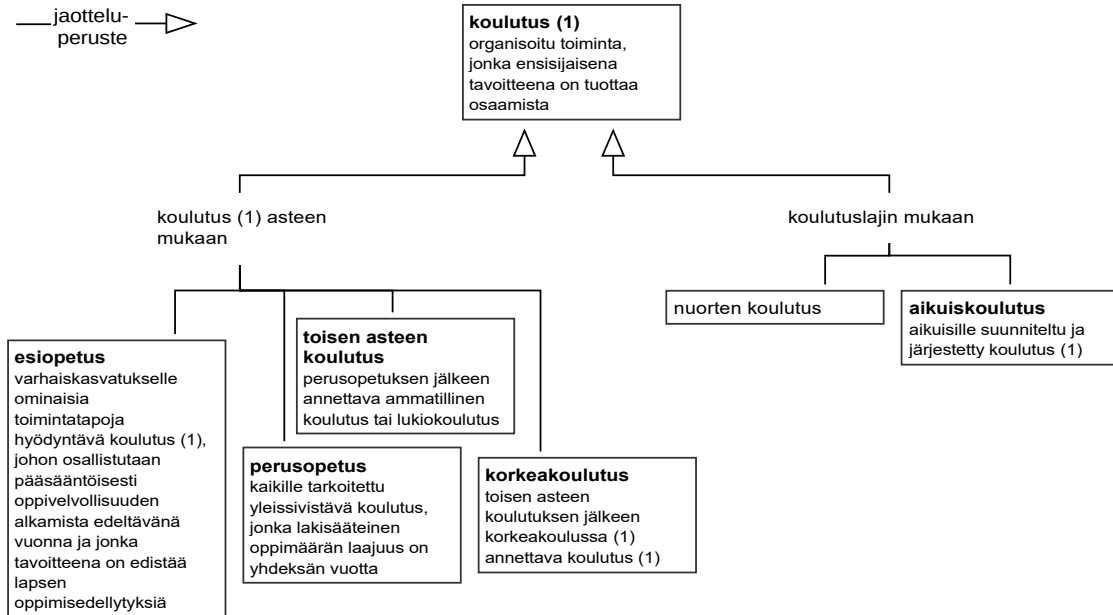 jaottelu-
peruste
koulutus (1)
organisoitu toiminta,
jonka ensisijaisena
tavoitteena on tuottaa
osaamista
koulutus (1) asteen
mukaan
koulutuslajin mukaan
nuorten koulutus
aikuiskoulutus
aikuisille suunniteltu ja
järjestetty koulutus (1)
esiopetus
varhaiskasvatukselle
ominaisia
toimintatapoja
hyödyntävä koulutus (1),
johon osallistutaan
pääsääntöisesti
oppivelvollisuuden
alkamista edeltävänä
vuonna ja jonka
tavoitteena on edistää
lapsen
oppimisedellytyksiä
toisen asteen
koulutus
perusopetuksen jälkeen
annettava ammatillinen
koulutus tai lukiokoulutus
perusopetus
kaikille tarkoitettu
yleissivistävä koulutus,
jonka lakisääteinen
oppimäärän laajuus on
yhdeksän vuotta
korkeakoulutus
toisen asteen
koulutuksen jälkeen
korkeakoulussa (1)
annettava koulutus (1)